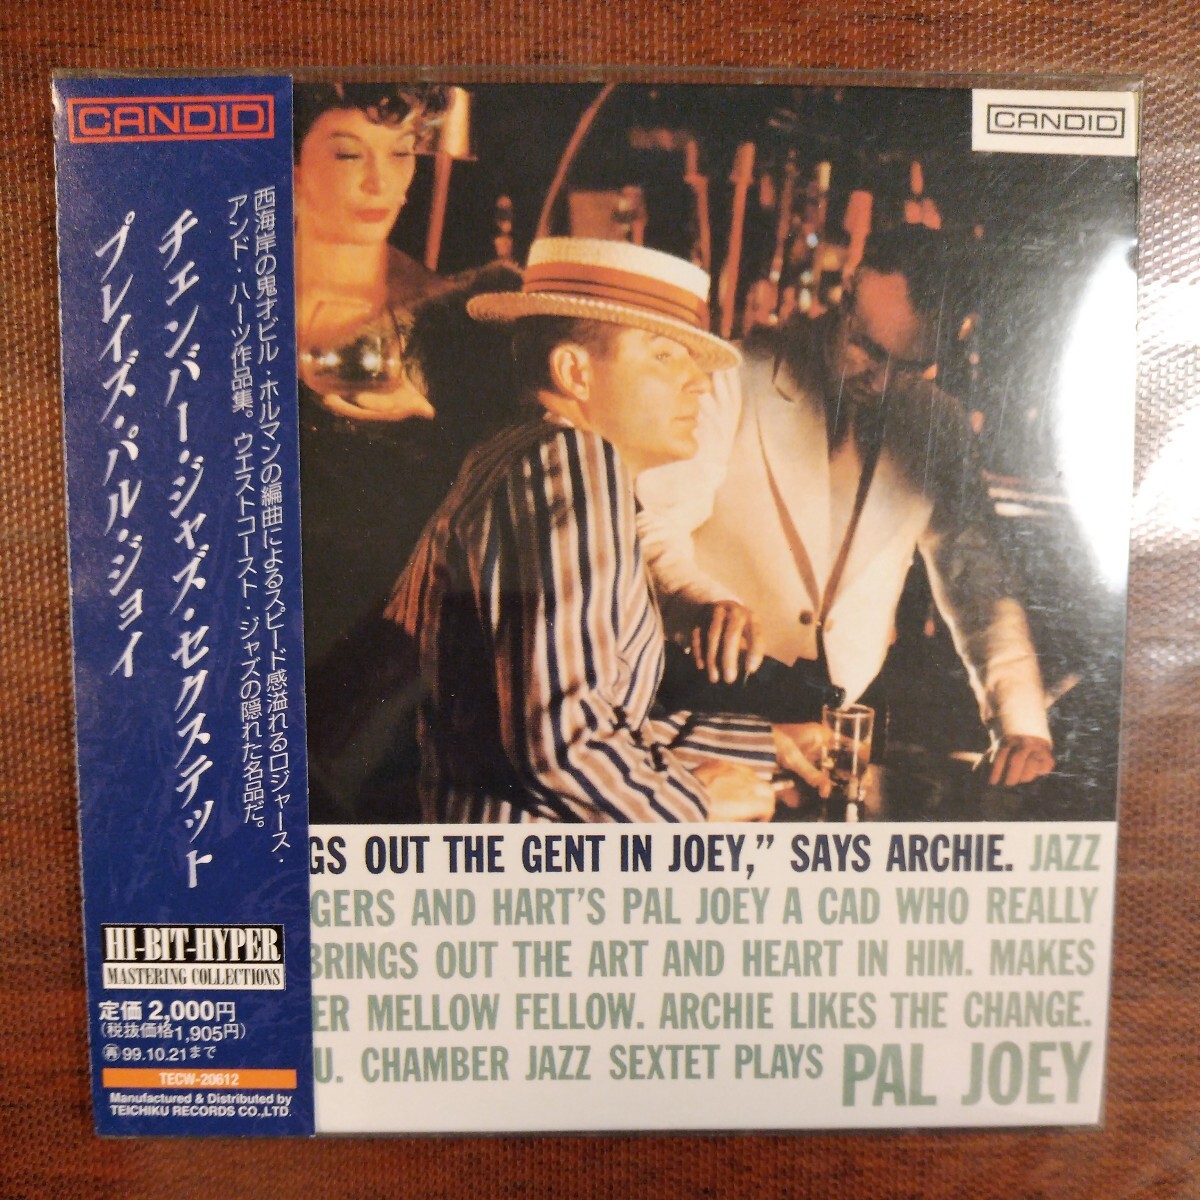 CANDID
チェンバー・ジャズ・セクステット
プレイズ・パル・ジョイ
西海岸の鬼才ビル・ホルマンの編曲によるスピード感溢れるロジャース・
アンド・ハーツ作品集。ウエストコースト・ジャズの隠れた名品だ。
HI-BIT-HYPER
MASTERING COLLECTIONS
定価 2,000円
(税抜価格1,905円)
再99.10.21まで
TECW-20612
Manufactured & Distributed by
TEICHIKU RECORDS CO.,LTD.
CANDID
GS OUT THE GENT IN JOEY,” SAYS ARCHIE. JAZZ
GERS AND HART'S PAL JOEY A CAD WHO REALLY
BRINGS OUT THE ART AND HEART IN HIM. MAKES
ER MELLOW FELLOW. ARCHIE LIKES THE CHANGE.
U. CHAMBER JAZZ SEXTET PLAYS PAL JOEY